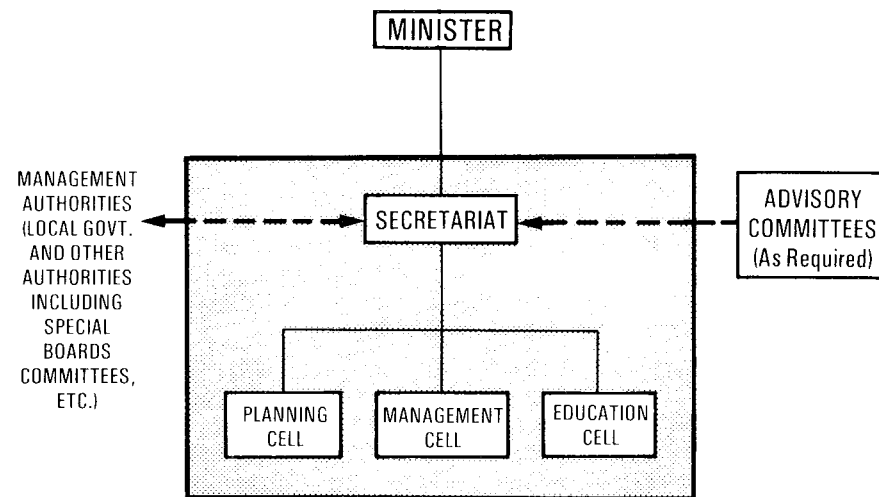 MINISTER
MANAGEMENT
AUTHORITIES
(LOCAL GOVT.
AND OTHER
AUTHORITIES
INCLUDING
SPECIAL
BOARDS
COMMITTEES,
ETC.)
SECRETARIAT
ADVISORY
COMMITTEES
(As Required)
PLANNING
CELL
MANAGEMENT
CELL
EDUCATION
CELL